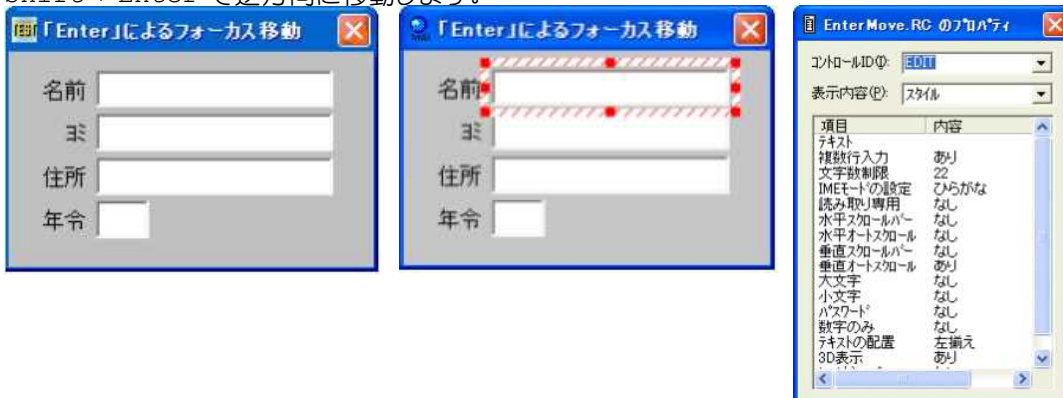 Shift+Enter で逆方向に移動します。
「Enter」によるフォーカス移動
名前
ヨミ
住所
年令
「Enter」によるフォーカス移動
名前
ヨミ
住所
年令
EnterMove.RC のプロパティ
コントロールID(I): EDIT
表示内容(P): スタイル
項目 内容
テキスト
複数行入力 あり
文字数制限 22
IMEモードの設定 ひらがな
読み取り専用 なし
水平スクロールバー なし
水平オートスクロール なし
垂直スクロールバー なし
垂直オートスクロール あり
大文字 なし
小文字 なし
パスワード なし
数字のみ なし
テキストの配置 左揃え
3D表示 あり